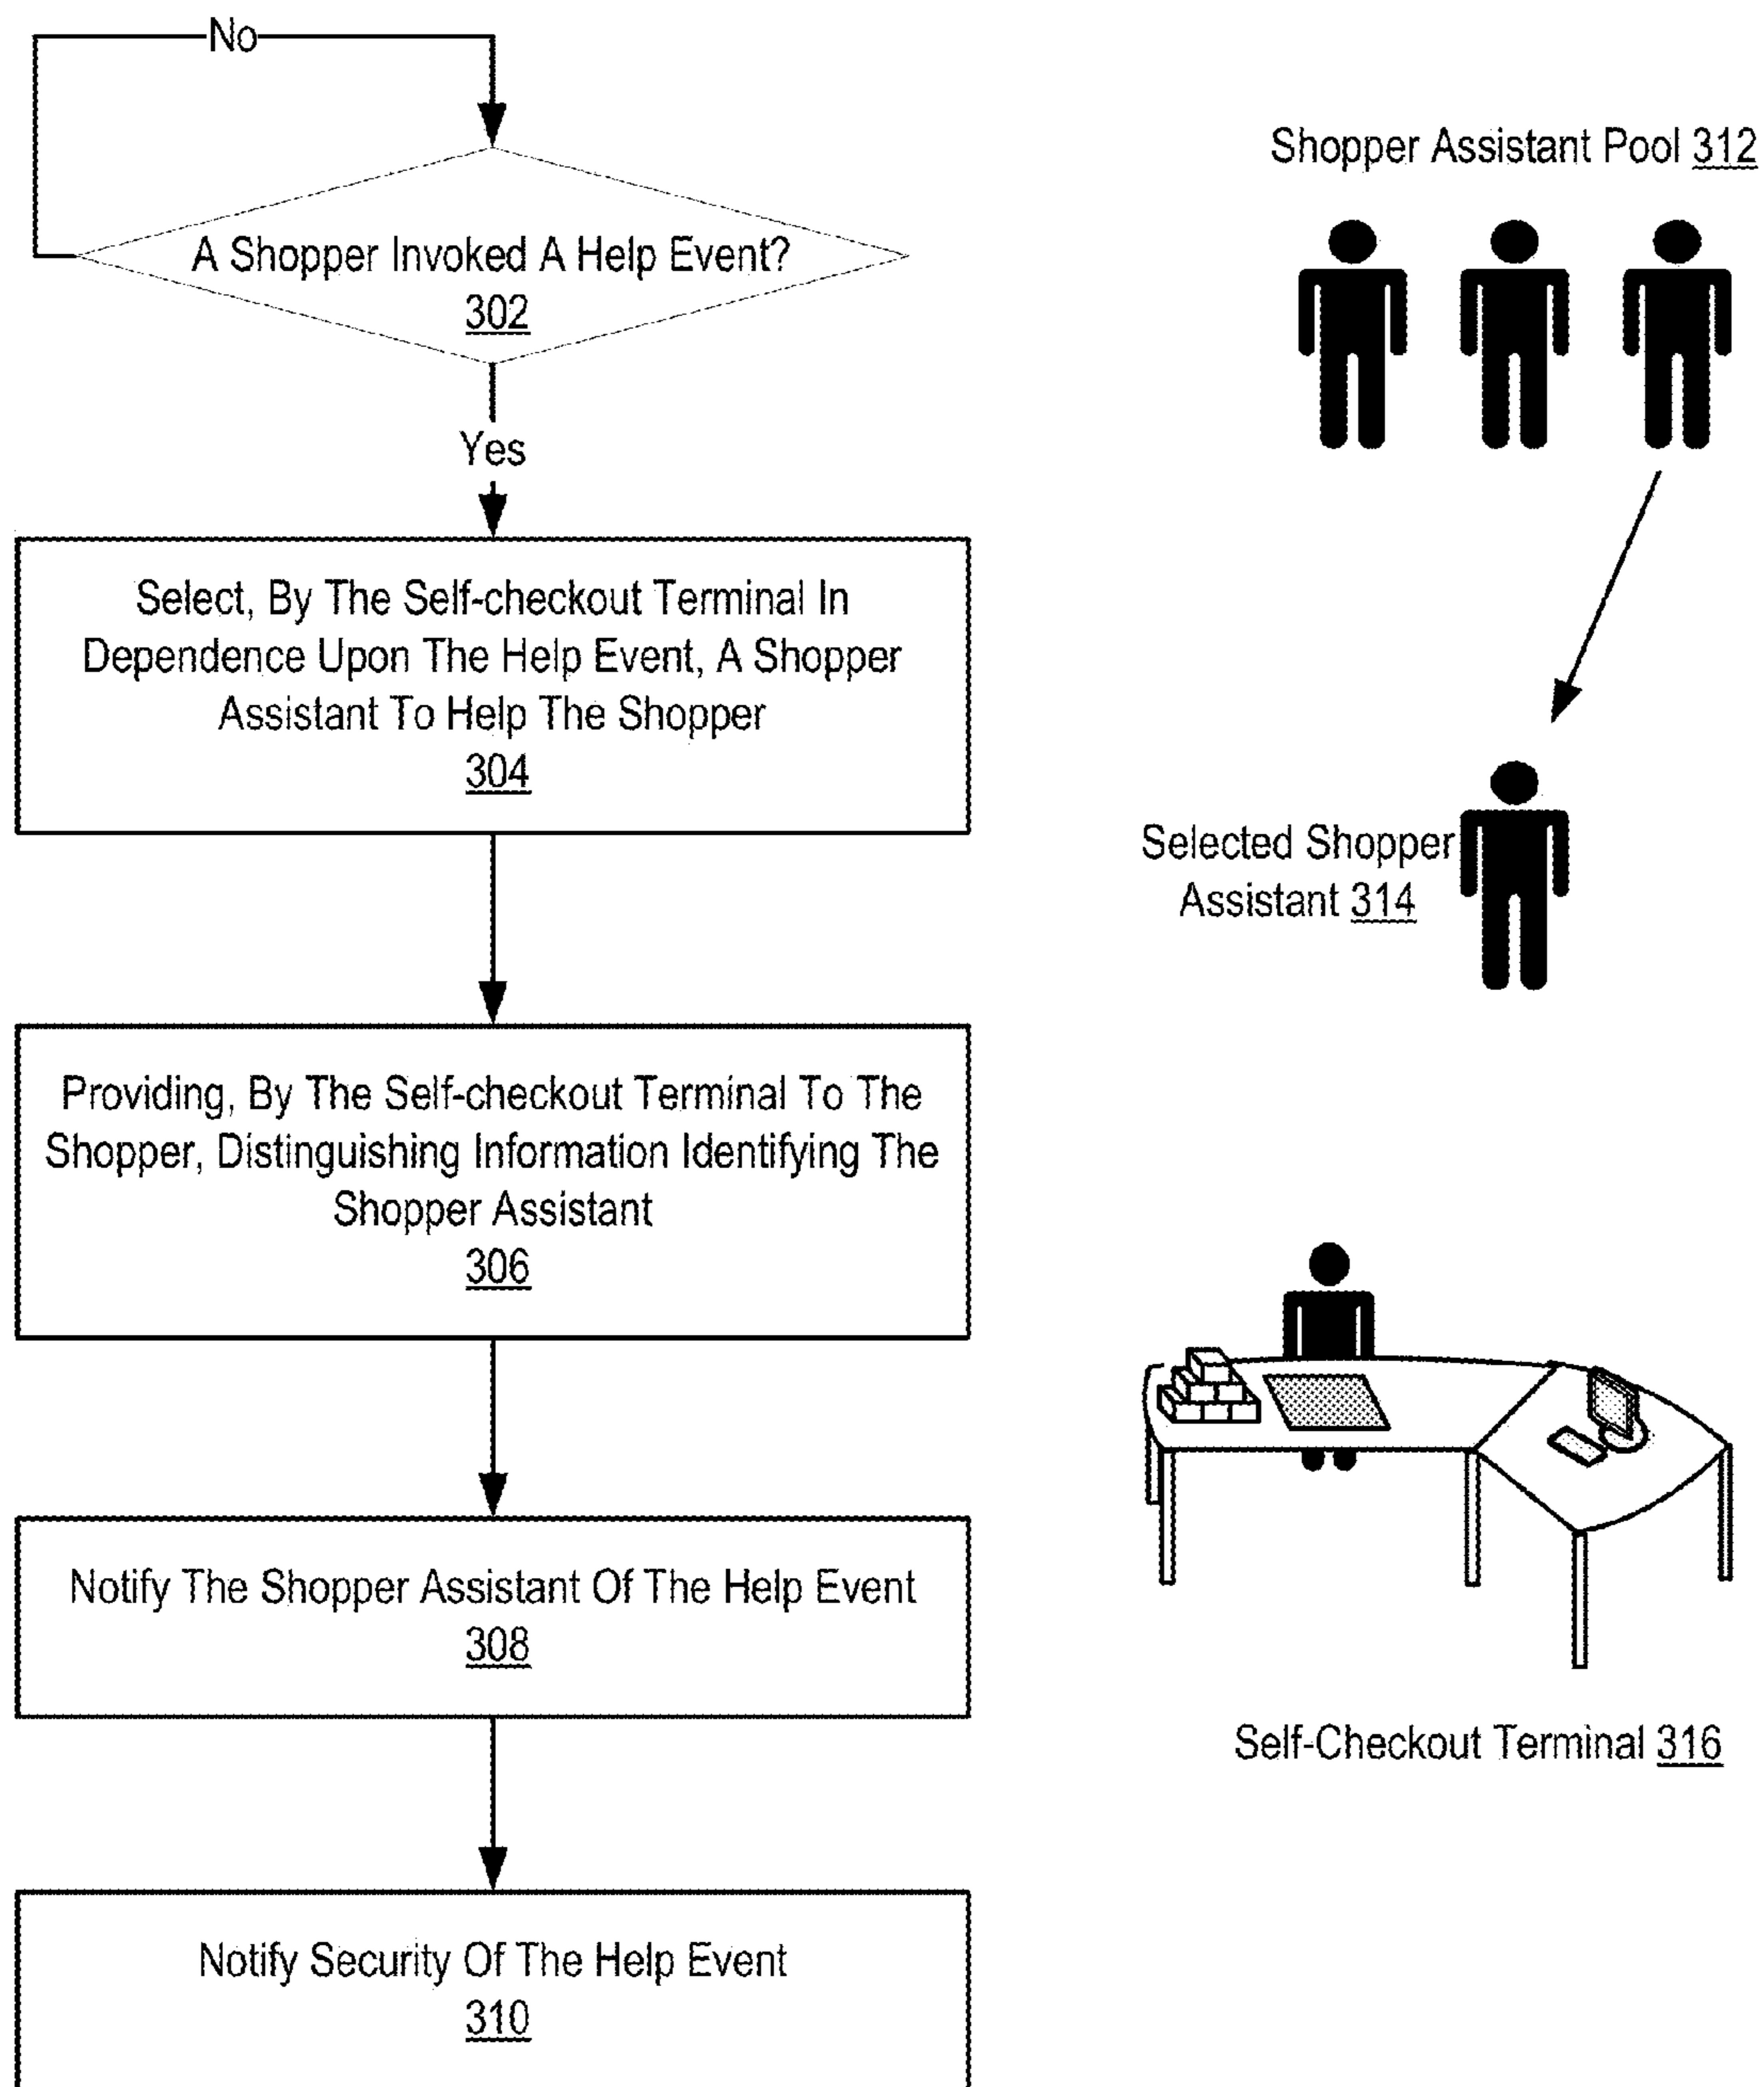 No
A Shopper Invoked A Help Event?
302
Yes
Select, By The Self-checkout Terminal In
Dependence Upon The Help Event, A Shopper
Assistant To Help The Shopper
304
Providing, By The Self-checkout Terminal To The
Shopper, Distinguishing Information Identifying The
Shopper Assistant
306
Notify The Shopper Assistant Of The Help Event
308
Notify Security Of The Help Event
310
Shopper Assistant Pool 312
Selected Shopper
Assistant 314
Self-Checkout Terminal 316